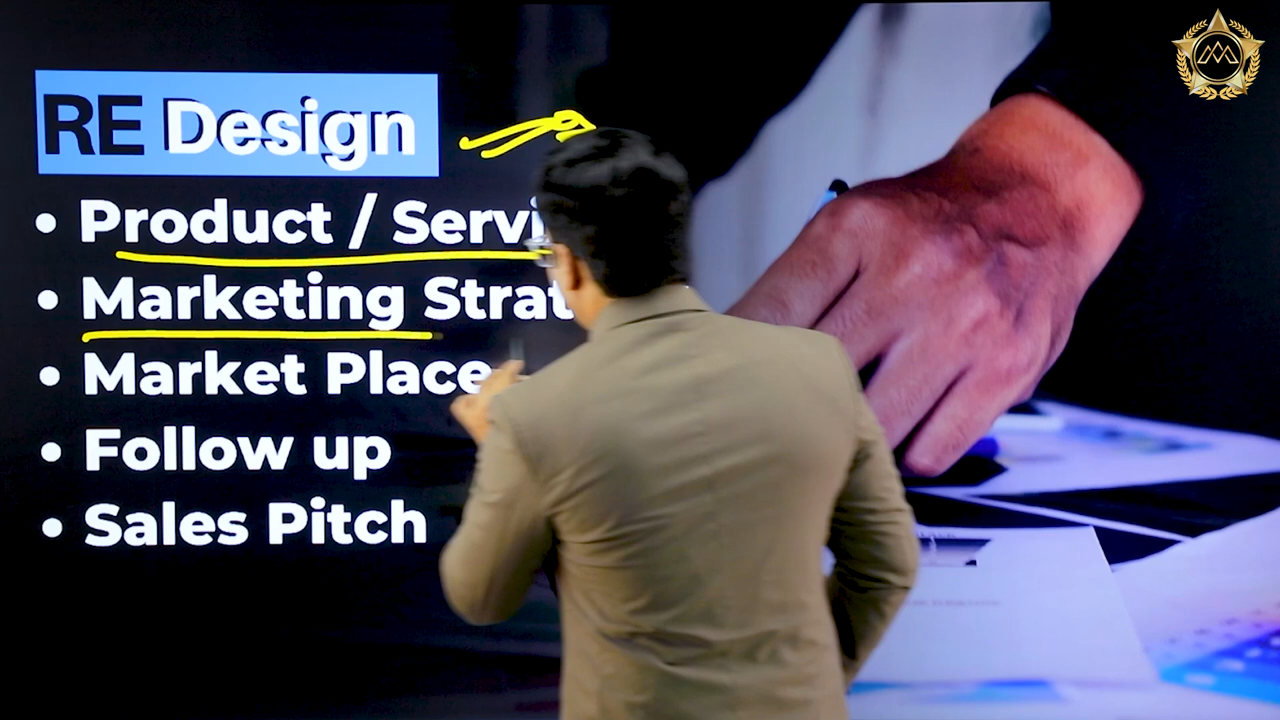 RE Design
• Product / Servi
• Marketing Strat
• Market Place
• Follow up
• Sales Pitch